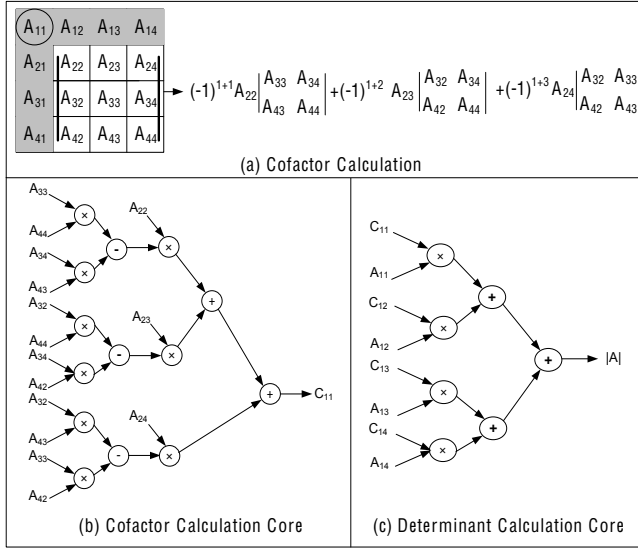 A11 A12 A13 A14
A21 A22 A23 A24
A31 A32 A33 A34
A41 A42 A43 A44
(-1)^1+1 A22 |A33 A34 A43 A44| +(-1)^1+2 A23 |A32 A34 A42 A44| +(-1)^1+3 A24 |A32 A33 A42 A43|
(a) Cofactor Calculation
A33
A44
A34
A43
A32
A44
A34
A42
A32
A43
A33
A42
×
×
×
×
×
×
-
-
-
A22
×
A23
×
A24
×
+
+
C11
(b) Cofactor Calculation Core
C11
A11
C12
A12
C13
A13
C14
A14
×
×
×
×
+
+
+
|A|
(c) Determinant Calculation Core